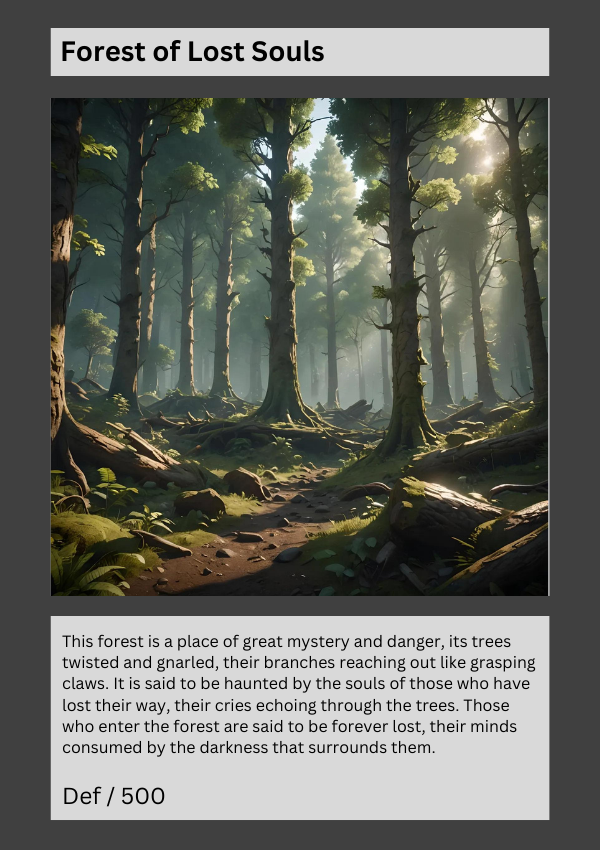 Forest of Lost Souls
This forest is a place of great mystery and danger, its trees
twisted and gnarled, their branches reaching out like grasping
claws. It is said to be haunted by the souls of those who have
lost their way, their cries echoing through the trees. Those
who enter the forest are said to be forever lost, their minds
consumed by the darkness that surrounds them.
Def / 500